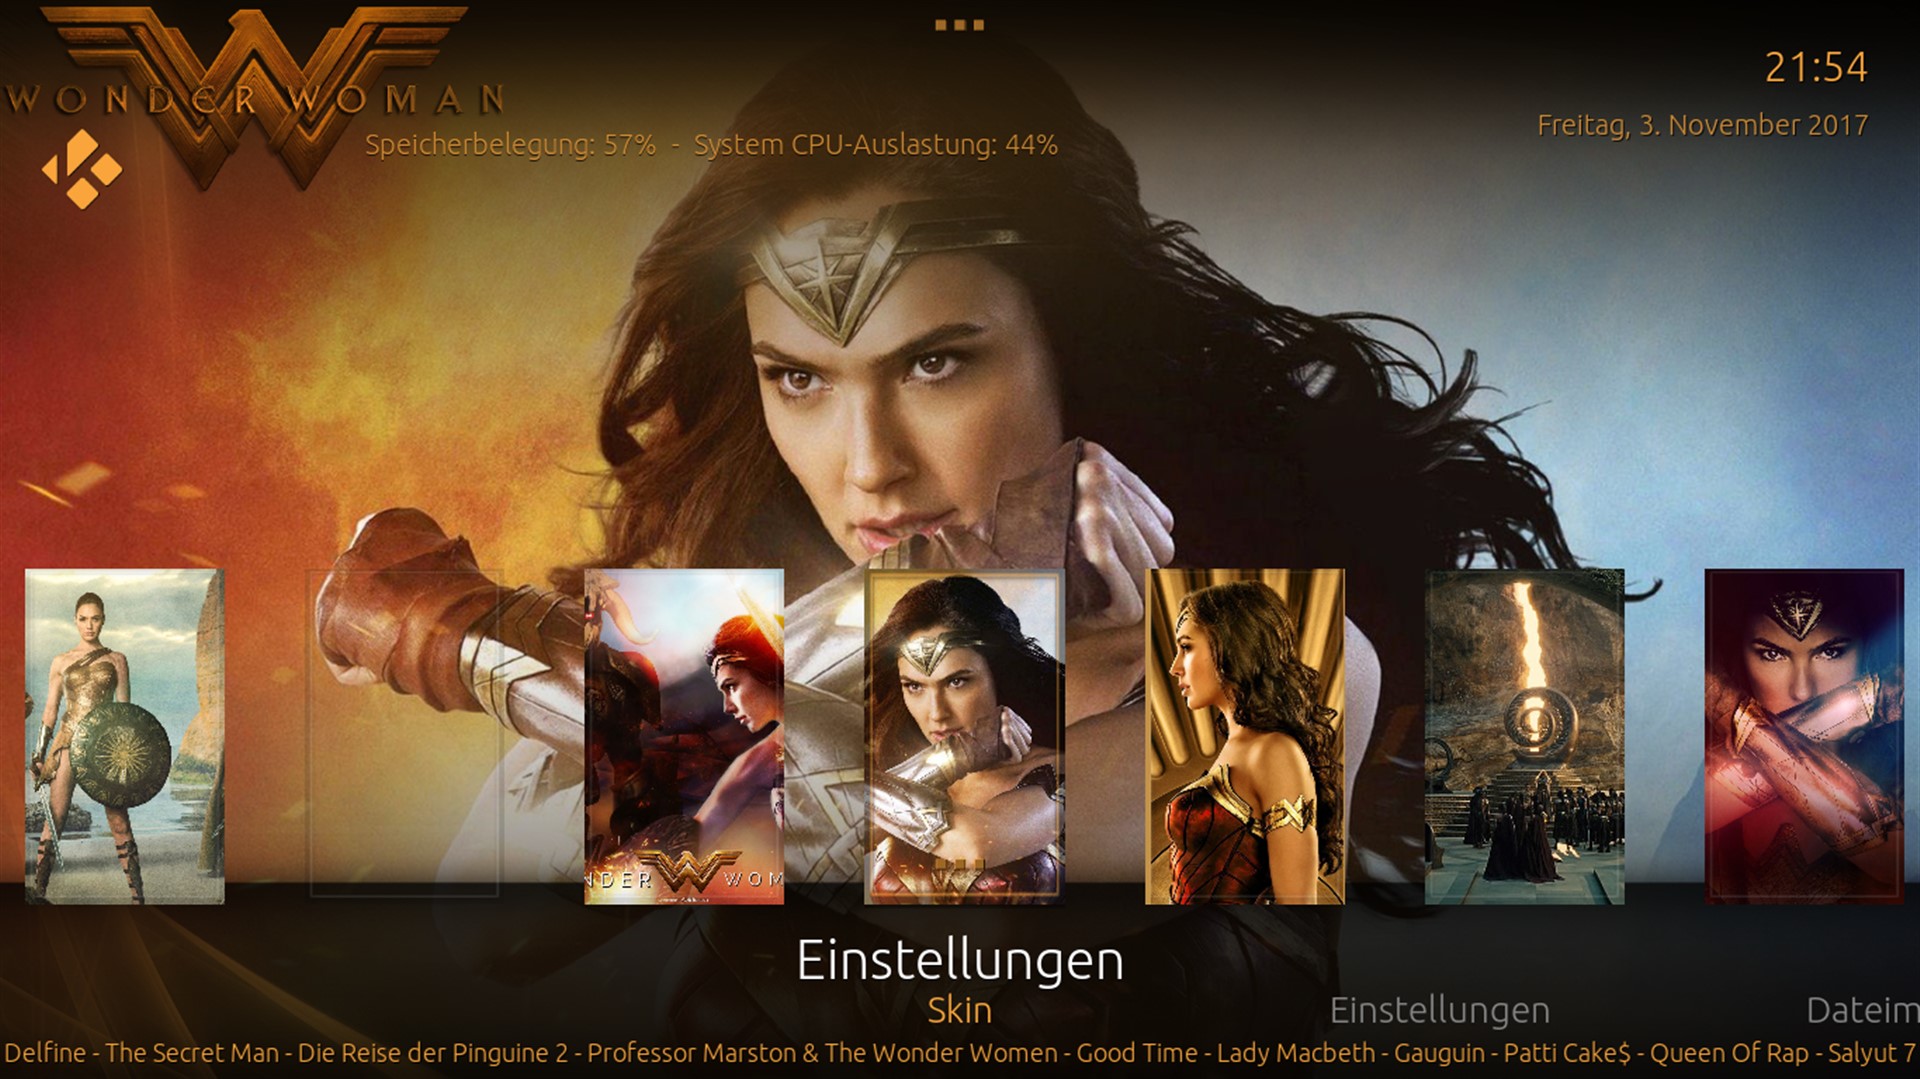 WONDER WOMAN
21:54
Freitag, 3. November 2017
Speicherbelegung: 57% - System CPU-Auslastung: 44%
NDER WOM
Einstellungen
Skin Einstellungen Dateim
Delfine - The Secret Man - Die Reise der Pinguine 2 - Professor Marston & The Wonder Women - Good Time - Lady Macbeth - Gauguin - Patti Cake$ - Queen Of Rap - Salyut 7